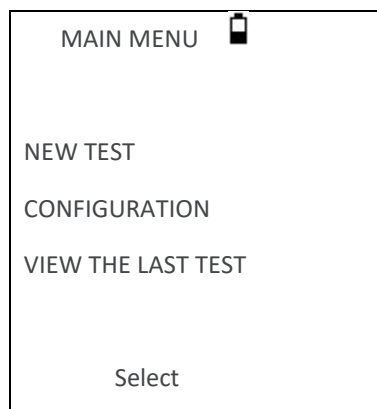 MAIN MENU
NEW TEST
CONFIGURATION
VIEW THE LAST TEST
Select